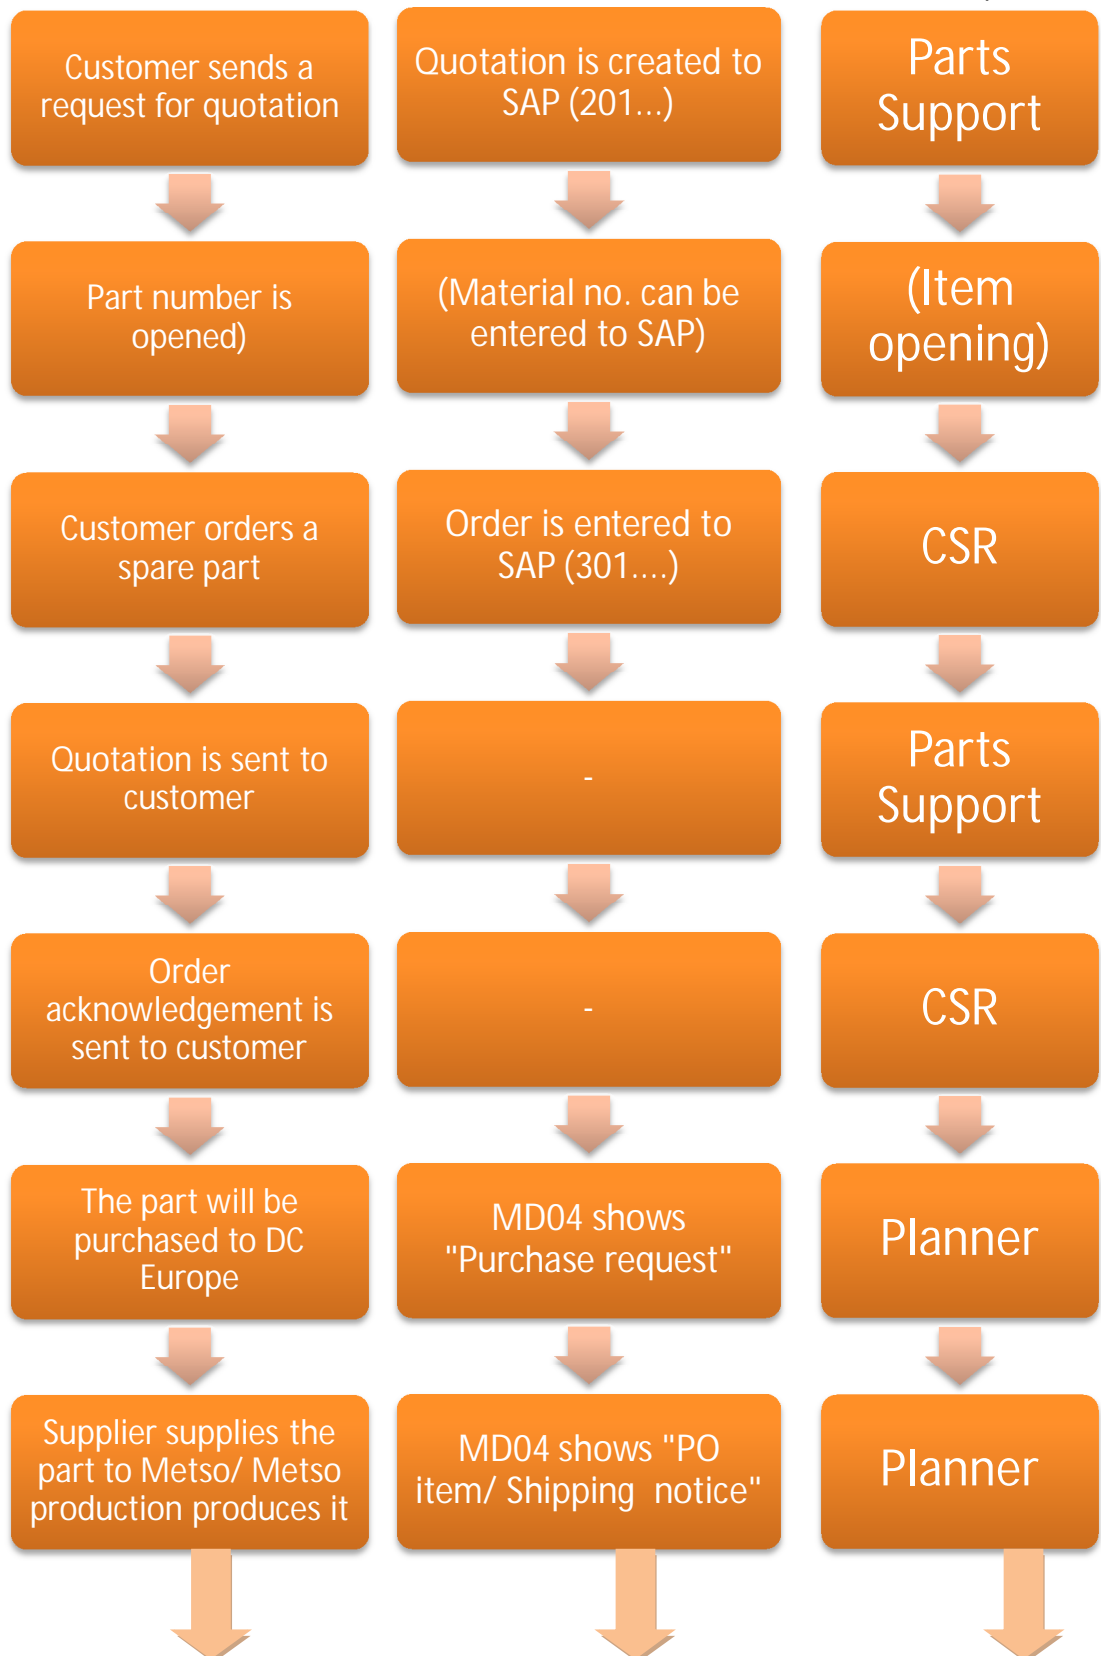 Customer sends a
request for quotation
Quotation is created to
SAP (201...)
Parts
Support
Part number is
opened)
(Material no. can be
entered to SAP)
(Item
opening)
Customer orders a
spare part
Order is entered to
SAP (301....)
CSR
Quotation is sent to
customer
-
Parts
Support
Order
acknowledgement is
sent to customer
-
CSR
The part will be
purchased to DC
Europe
MD04 shows
"Purchase request"
Planner
Supplier supplies the
part to Metso/ Metso
production produces it
MD04 shows "PO
item/ Shipping  notice"
Planner